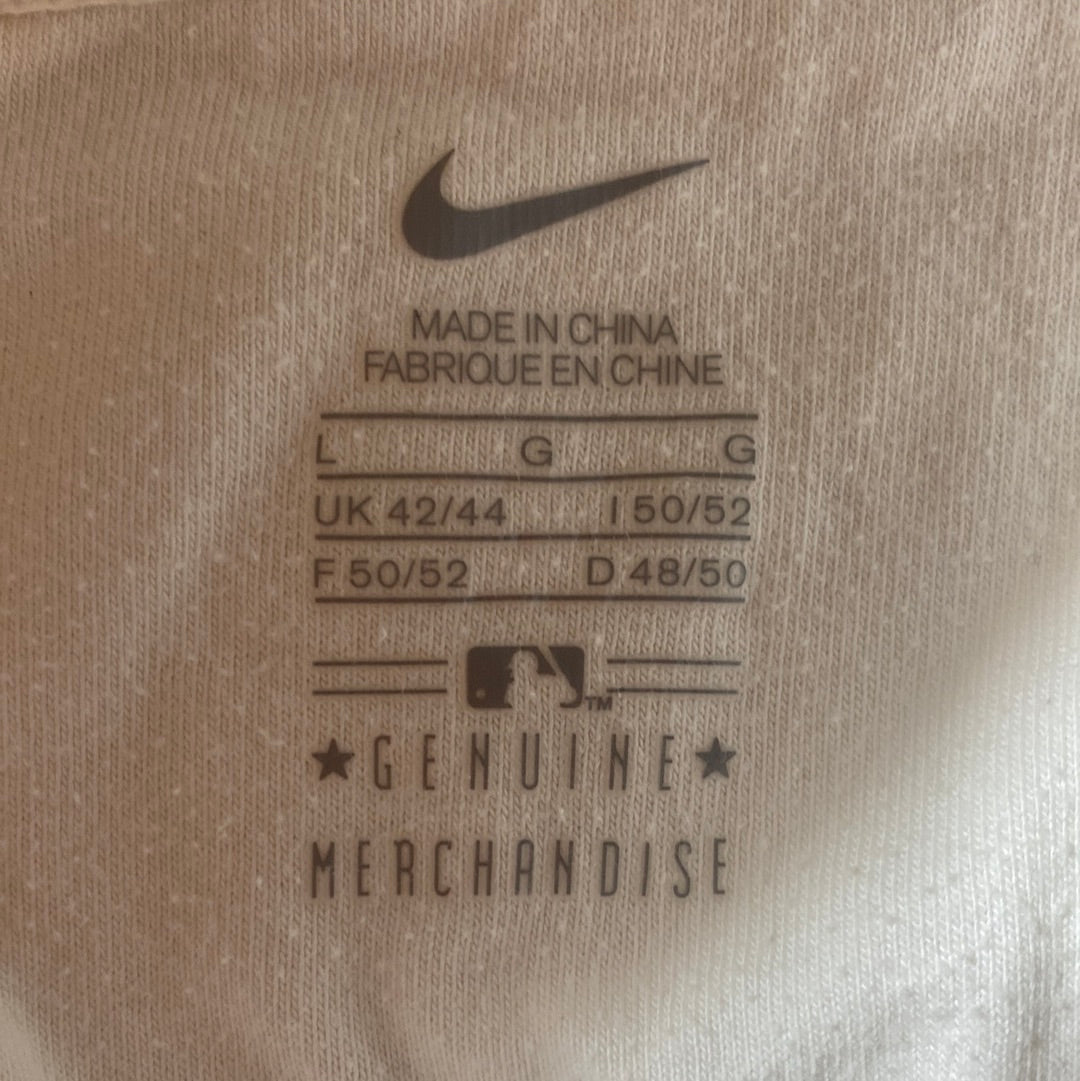 MADE IN CHINA
FABRIQUE EN CHINE
L G G
UK 42/44 I 50/52
F 50/52 D 48/50
TM
GENUINE
MERCHANDISE